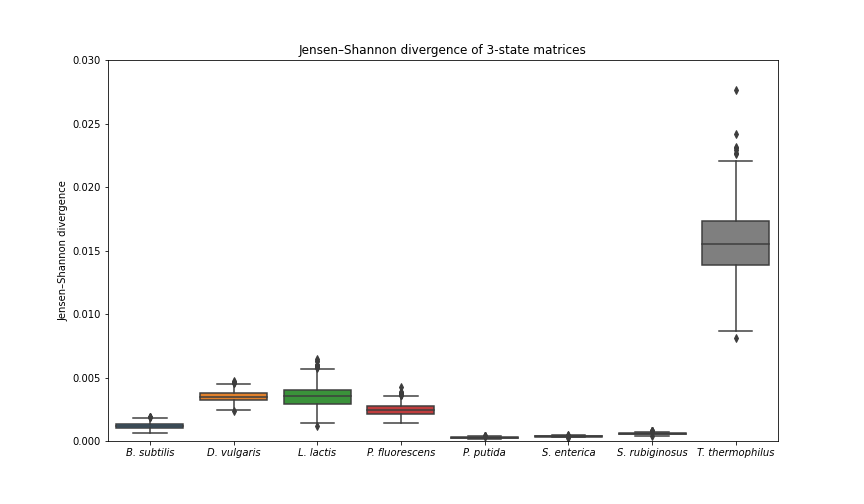 Jensen–Shannon divergence of 3-state matrices
0.030
0.025
0.020
0.015
0.010
0.005
0.000
Jensen–Shannon divergence
B. subtilis
D. vulgaris
L. lactis
P. fluorescens
P. putida
S. enterica
S. rubiginosus
T. thermophilus